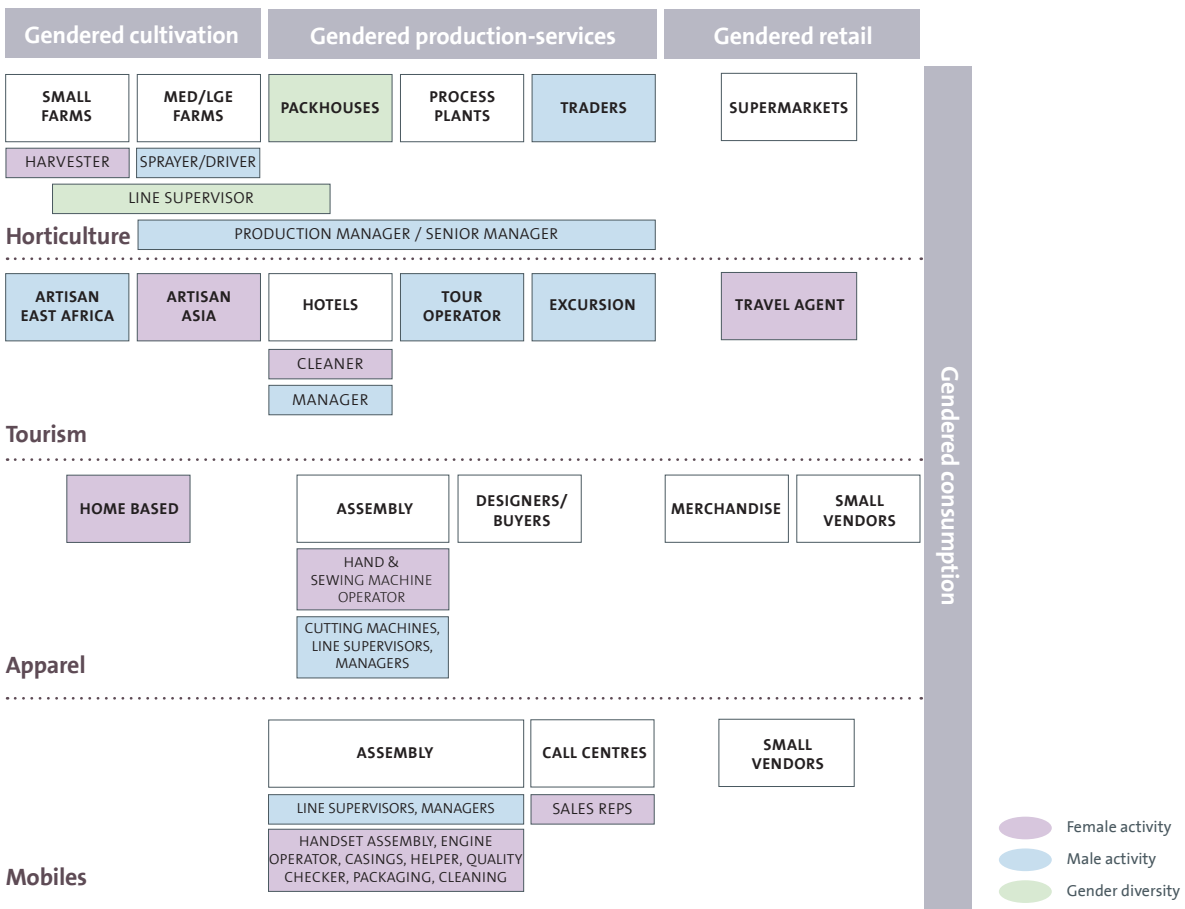 Gendered cultivation
Gendered production-services
Gendered retail
SMALL
FARMS
MED/LGE
FARMS
PACKHOUSES
PROCESS
PLANTS
TRADERS
SUPERMARKETS
HARVESTER
SPRAYER/DRIVER
LINE SUPERVISOR
Horticulture
PRODUCTION MANAGER / SENIOR MANAGER
ARTISAN
EAST AFRICA
ARTISAN
ASIA
HOTELS
TOUR
OPERATOR
EXCURSION
TRAVEL AGENT
CLEANER
MANAGER
Tourism
HOME BASED
ASSEMBLY
DESIGNERS/
BUYERS
MERCHANDISE
SMALL
VENDORS
HAND &
SEWING MACHINE
OPERATOR
CUTTING MACHINES,
LINE SUPERVISORS,
MANAGERS
Apparel
ASSEMBLY
CALL CENTRES
SMALL
VENDORS
LINE SUPERVISORS, MANAGERS
SALES REPS
HANDSET ASSEMBLY, ENGINE
OPERATOR, CASINGS, HELPER, QUALITY
CHECKER, PACKAGING, CLEANING
Mobiles
Gendered consumption
Female activity
Male activity
Gender diversity